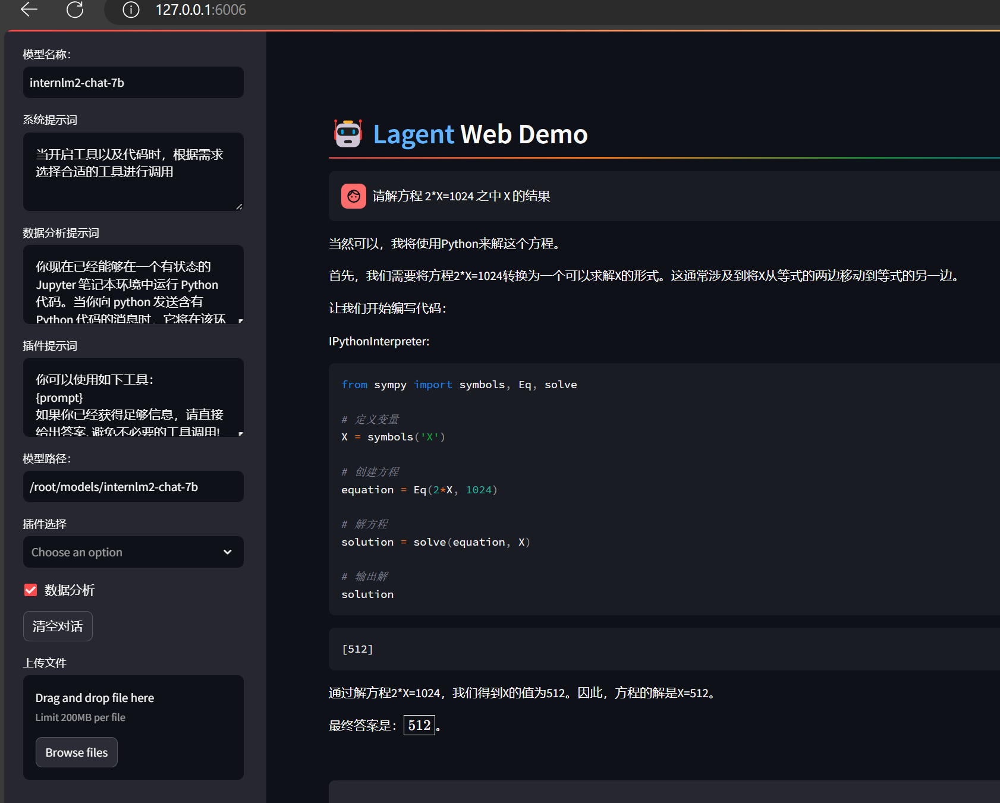 127.0.0.1:6006
模型名称：
internlm2-chat-7b
系统提示词
当开启工具以及代码时，根据需求
选择合适的工具进行调用
数据分析提示词
你现在已经能够在一个有状态的
Jupyter 笔记本环境中运行 Python
代码。当你向 python 发送含有
Python 代码的消息时，它将在该环
插件提示词
你可以使用如下工具：
{prompt}
如果你已经获得足够信息，请直接
给出答案. 避免不必要的工具调用!
模型路径：
/root/models/internlm2-chat-7b
插件选择
Choose an option
数据分析
清空对话
上传文件
Drag and drop file here
Limit 200MB per file
Browse files
Lagent Web Demo
请解方程 2*X=1024 之中 X 的结果
当然可以，我将使用Python来解这个方程。
首先，我们需要将方程2*X=1024转换为一个可以求解X的形式。这通常涉及到将X从等式的两边移动到等式的另一边。
让我们开始编写代码：
IPythonInterpreter:
from sympy import symbols, Eq, solve
# 定义变量
X = symbols('X')
# 创建方程
equation = Eq(2*X, 1024)
# 解方程
solution = solve(equation, X)
# 输出解
solution
[512]
通过解方程2*X=1024，我们得到X的值为512。因此，方程的解是X=512。
最终答案是：512。